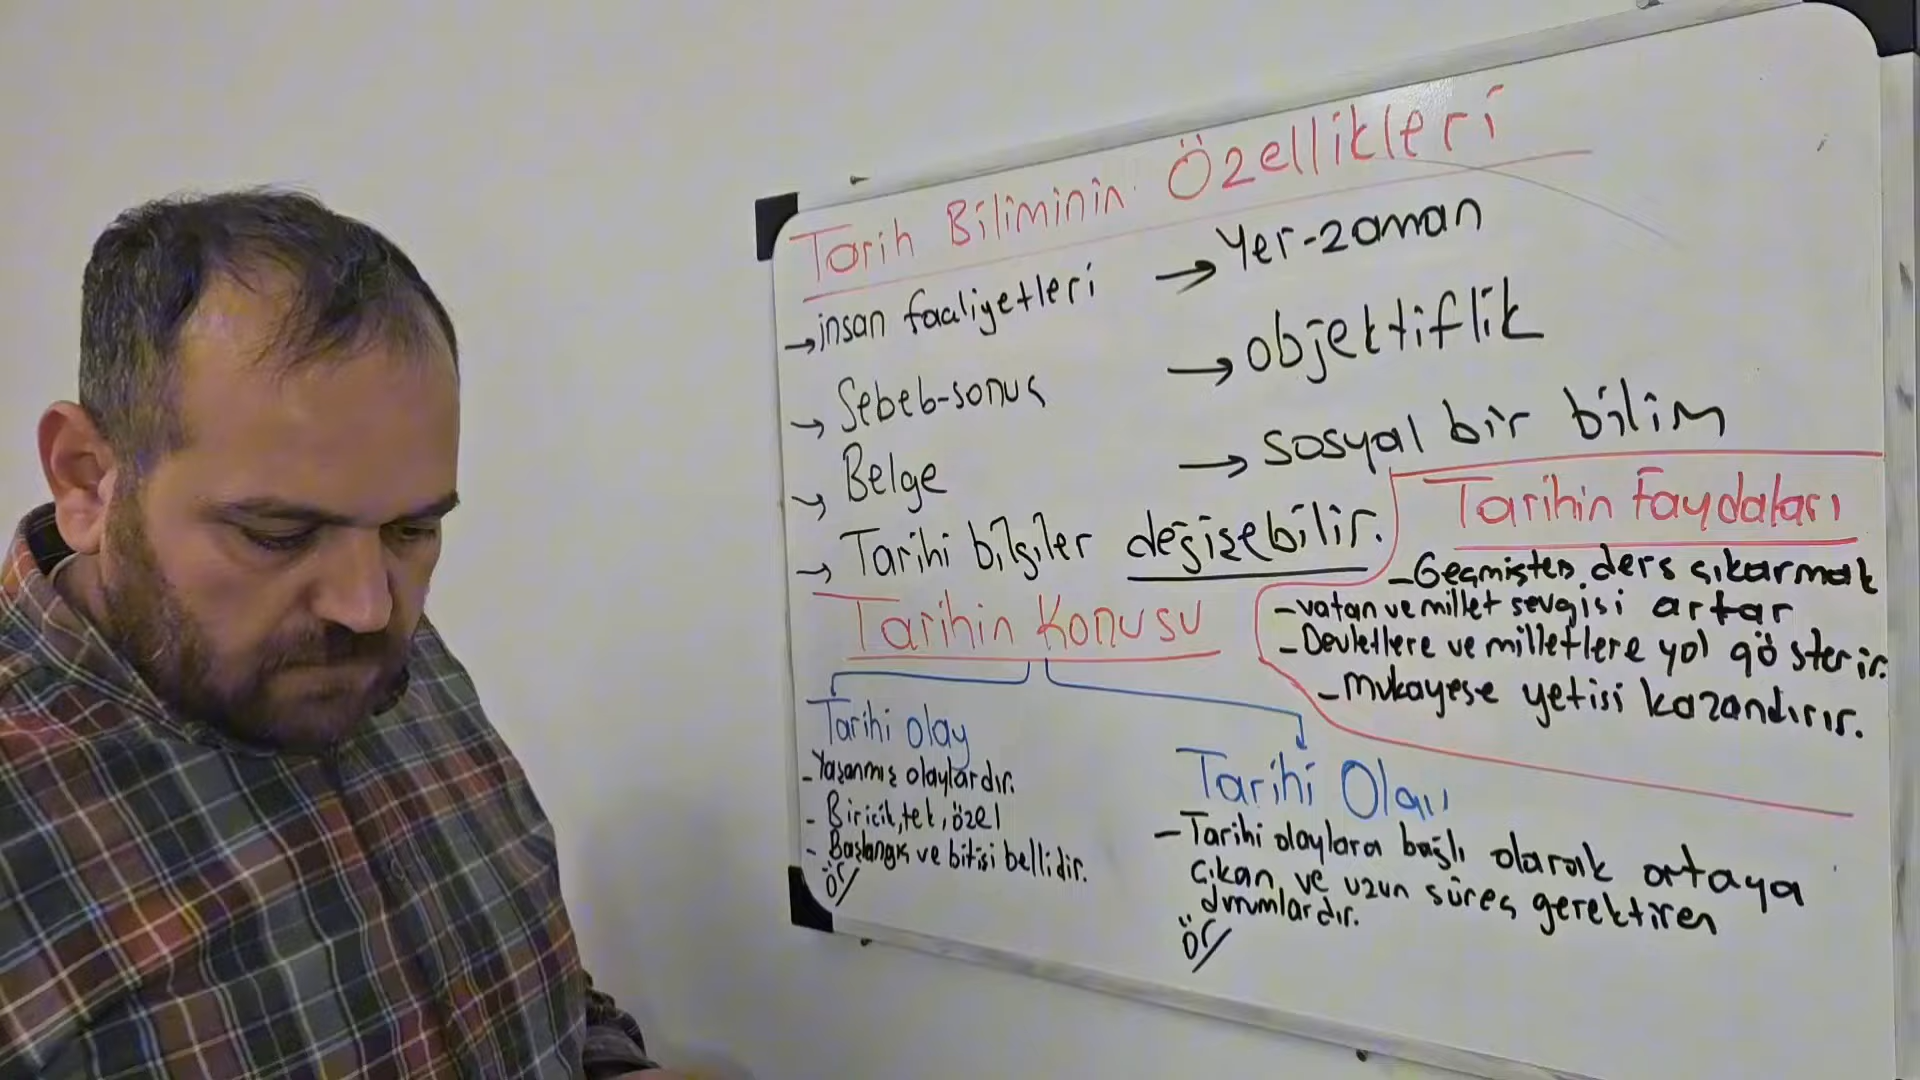 Tarih Biliminin Özellikleri
→ insan faaliyetleri
→ Sebeb-sonuç
→ Belge
→ Tarihi bilgiler değişebilir.
→ Yer-zaman
→ objektiflik
→ sosyal bir bilim
Tarihin Faydaları
- Geçmişten ders çıkarmak
- vatan ve millet sevgisi artar
- Devletlere ve milletlere yol gösterir.
- Mukayese yetisi kazandırır.
Tarihin Konusu
Tarihi olay
- Yaşanmış olaylardır.
- Biricik, tek, özel
- Başlangıç ve bitişi bellidir.
ör/
Tarihi Olgu
- Tarihi olaylara bağlı olarak ortaya
çıkan, ve uzun süreç gerektiren
durumlardır.
ör/